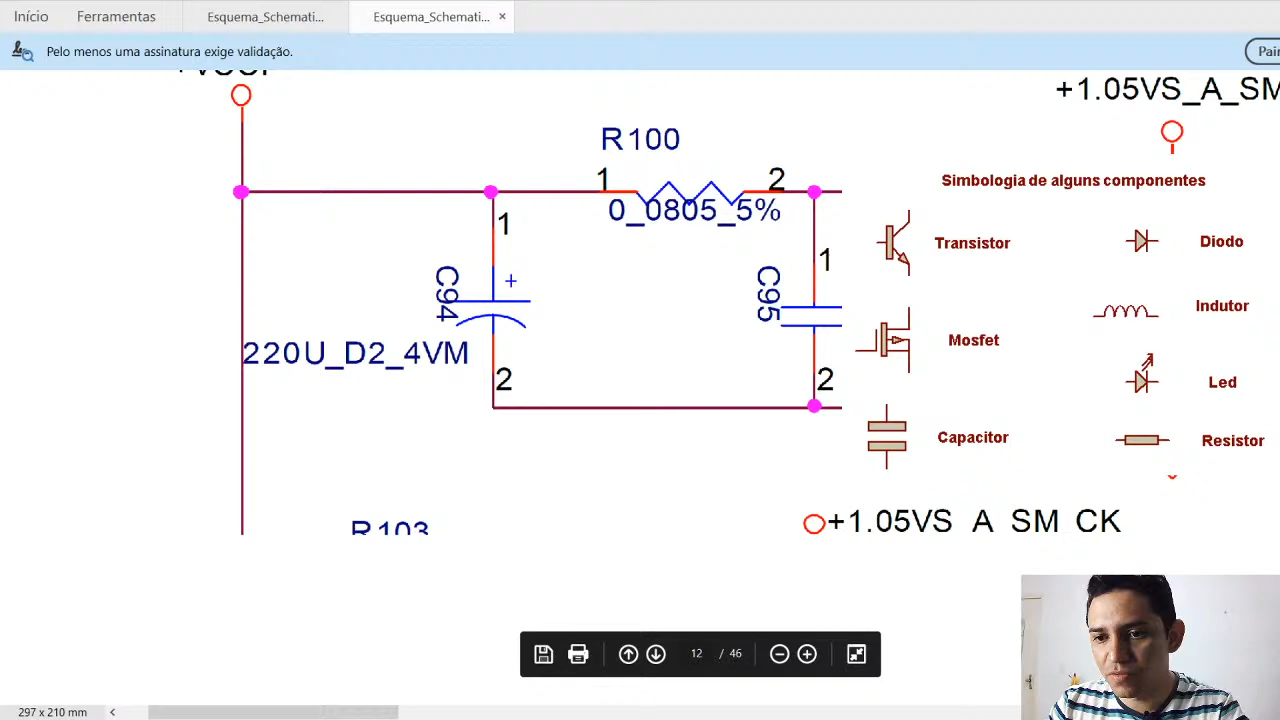 Início Ferramentas Esquema_Schemati... Esquema_Schemati... ×
Pelo menos uma assinatura exige validação.
+1.05VS_A_SM
R100
1 2
0_0805_5%
1
C94
+
220U_D2_4VM
2
C95
1
2
Simbologia de alguns componentes
Transistor Diodo
Indutor
Mosfet
Led
Capacitor Resistor
+1.05VS_A_SM_CK
R103
12 / 46
297 x 210 mm